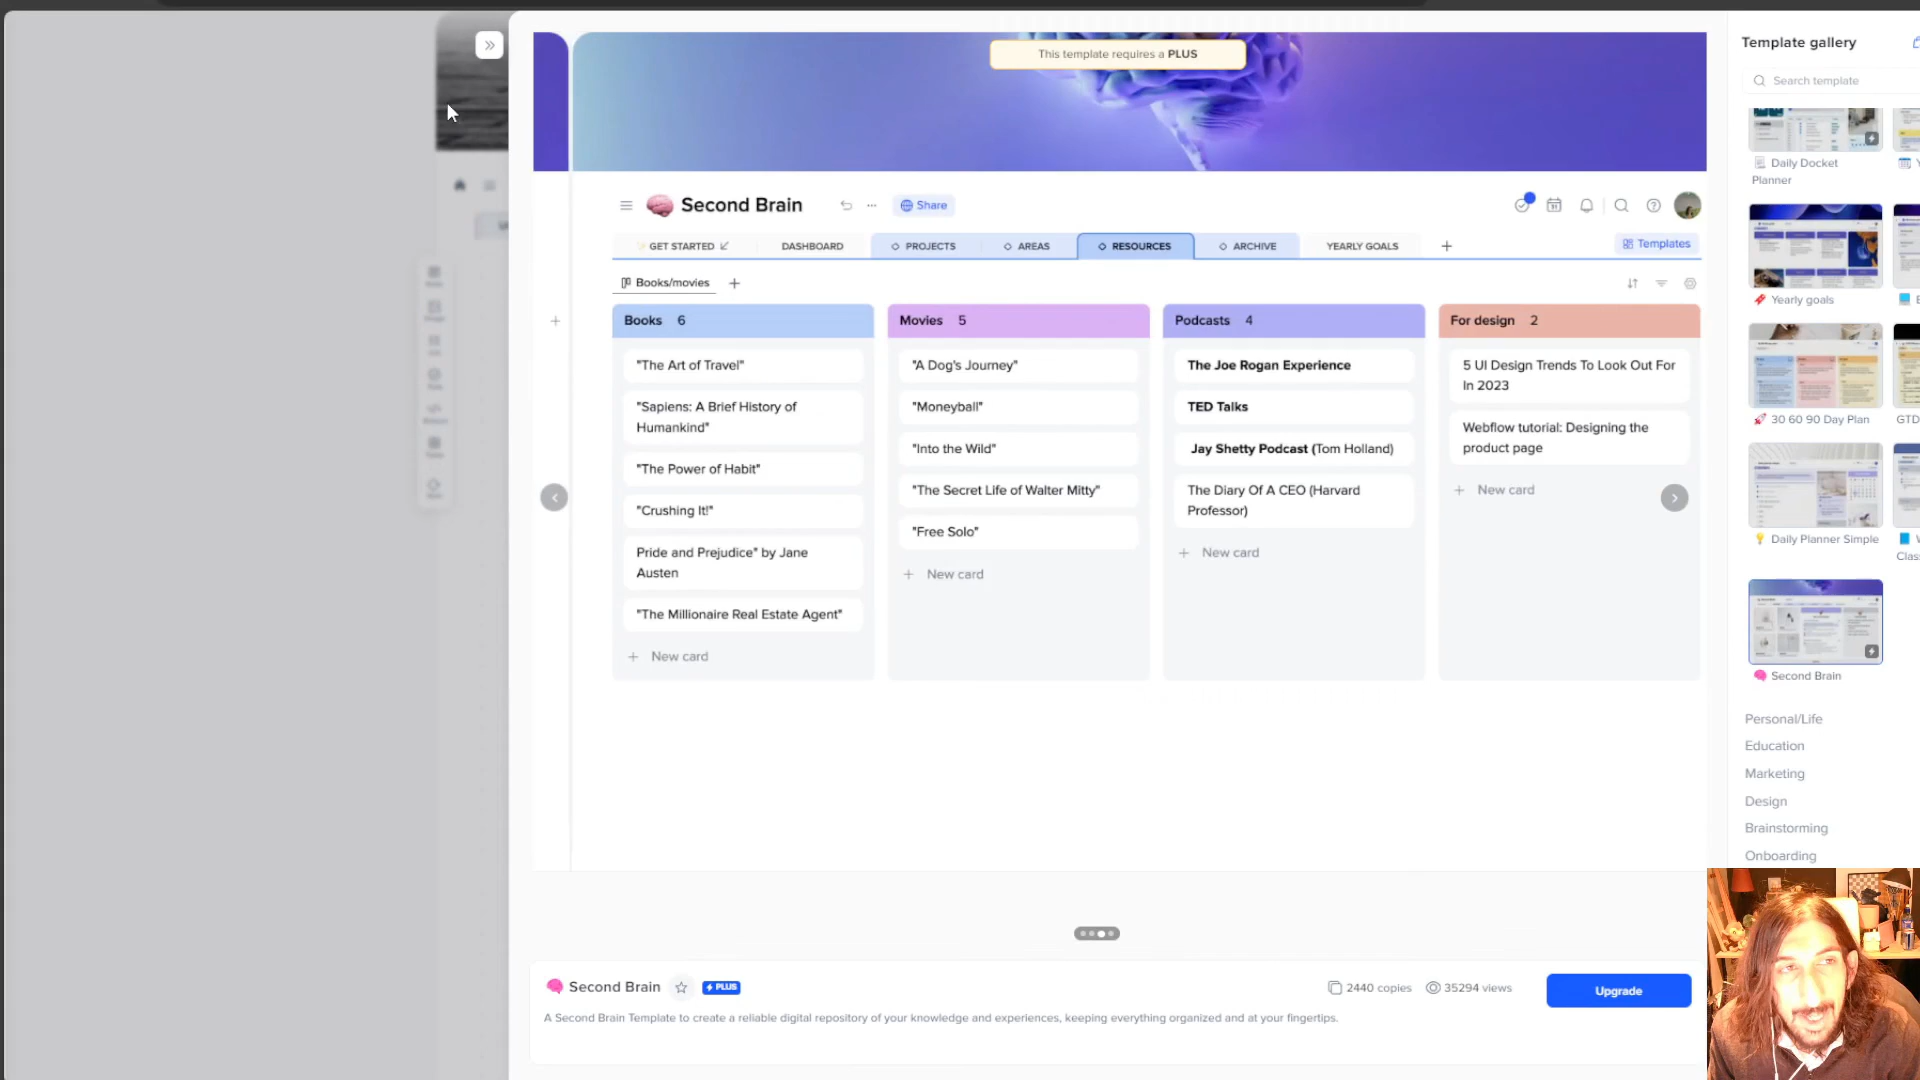 This template requires a PLUS
Template gallery
Search template
Second Brain
Share
GET STARTED
DASHBOARD
PROJECTS
AREAS
RESOURCES
ARCHIVE
YEARLY GOALS
Templates
Books/movies
Books 6
"The Art of Travel"
"Sapiens: A Brief History of
Humankind"
"The Power of Habit"
"Crushing It!"
Pride and Prejudice" by Jane
Austen
"The Millionaire Real Estate Agent"
New card
Movies 5
"A Dog's Journey"
"Moneyball"
"Into the Wild"
"The Secret Life of Walter Mitty"
"Free Solo"
New card
Podcasts 4
The Joe Rogan Experience
TED Talks
Jay Shetty Podcast (Tom Holland)
The Diary Of A CEO (Harvard
Professor)
New card
For design 2
5 UI Design Trends To Look Out For
In 2023
Webflow tutorial: Designing the
product page
New card
Daily Docket
Planner
Yearly goals
30 60 90 Day Plan
GTD
Daily Planner Simple
Clas
Second Brain
Personal/Life
Education
Marketing
Design
Brainstorming
Onboarding
Second Brain
PLUS
2440 copies
35294 views
Upgrade
A Second Brain Template to create a reliable digital repository of your knowledge and experiences, keeping everything organized and at your fingertips.